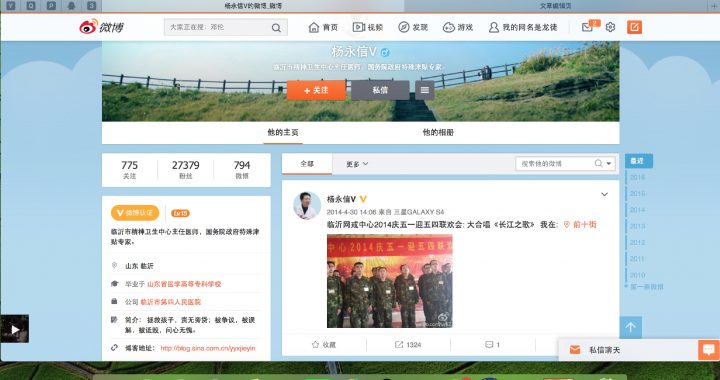 杨永信V的微博_微博
文章编辑页
微博
大家正在搜：邓伦
首页
视频
发现
游戏
我的网名是龙徒
2
杨永信V
临沂市精神卫生中心主任医师，国务院政府特殊津贴专家。
+ 关注
私信
他的主页
他的相册
775
关注
27379
粉丝
794
微博
V 微博认证
Lv.15
临沂市精神卫生中心主任医师，国务院政府特殊津
贴专家。
山东 临沂
毕业于 山东省医学高等专科学校
公司 临沂市第四人民医院
简介： 拯救孩子，责无旁贷；被争议，被误
解，被诋毁，问心无愧。
博客地址： http://blog.sina.com.cn/yyxjieyin
全部
更多
搜索他的微博
杨永信V
2014-4-30 14:06 来自 三星GALAXY S4
临沂网戒中心2014庆五一迎五四联欢会: 大合唱《长江之歌》 我在: 前十街
中心2014庆五一迎五四联欢
收藏
1324
1
最近
2016
2015
2014
2013
2012
2011
2010
第一条微博
私信聊天